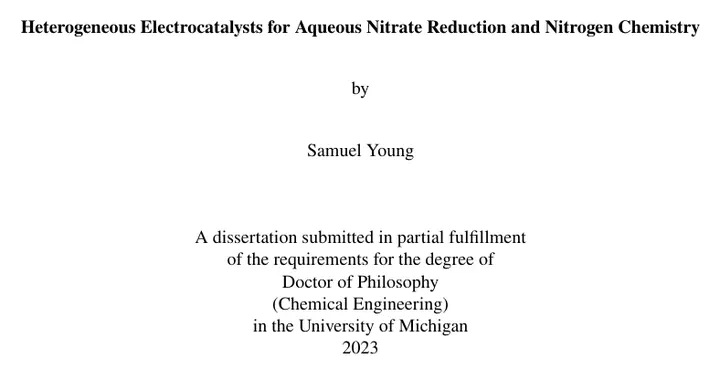 Heterogeneous Electrocatalysts for Aqueous Nitrate Reduction and Nitrogen Chemistry
by
Samuel Young
A dissertation submitted in partial fulfillment
of the requirements for the degree of
Doctor of Philosophy
(Chemical Engineering)
in the University of Michigan
2023